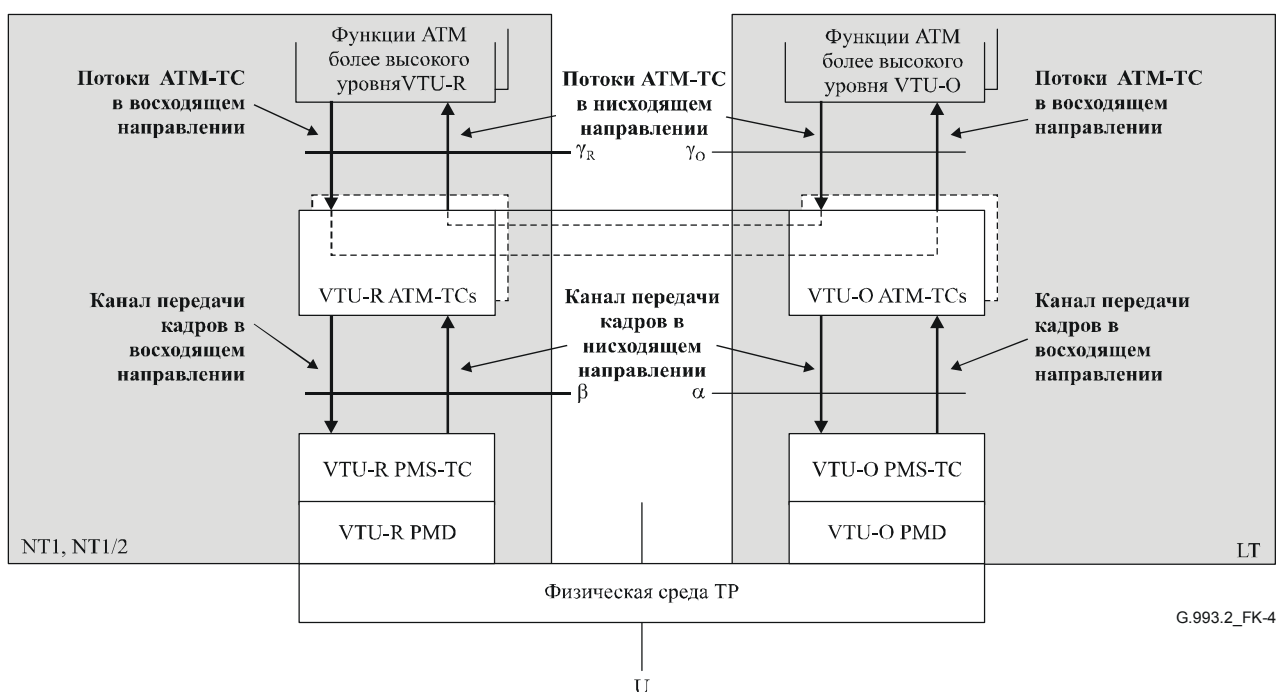 Функции ATM
более высокого
уровняVTU-R
Функции ATM
более высокого
уровня VTU-O
Потоки ATM-TC
в восходящем
направлении
Потоки ATM-TC
в нисходящем
направлении
Потоки ATM-TC
в восходящем
направлении
γR
γO
VTU-R ATM-TCs
VTU-O ATM-TCs
Канал передачи
кадров в
восходящем
направлении
Канал передачи
кадров в
нисходящем
направлении
Канал передачи
кадров в
восходящем
направлении
β
α
VTU-R PMS-TC
VTU-O PMS-TC
VTU-R PMD
VTU-O PMD
NT1, NT1/2
LT
Физическая среда TP
G.993.2_FK-4
U